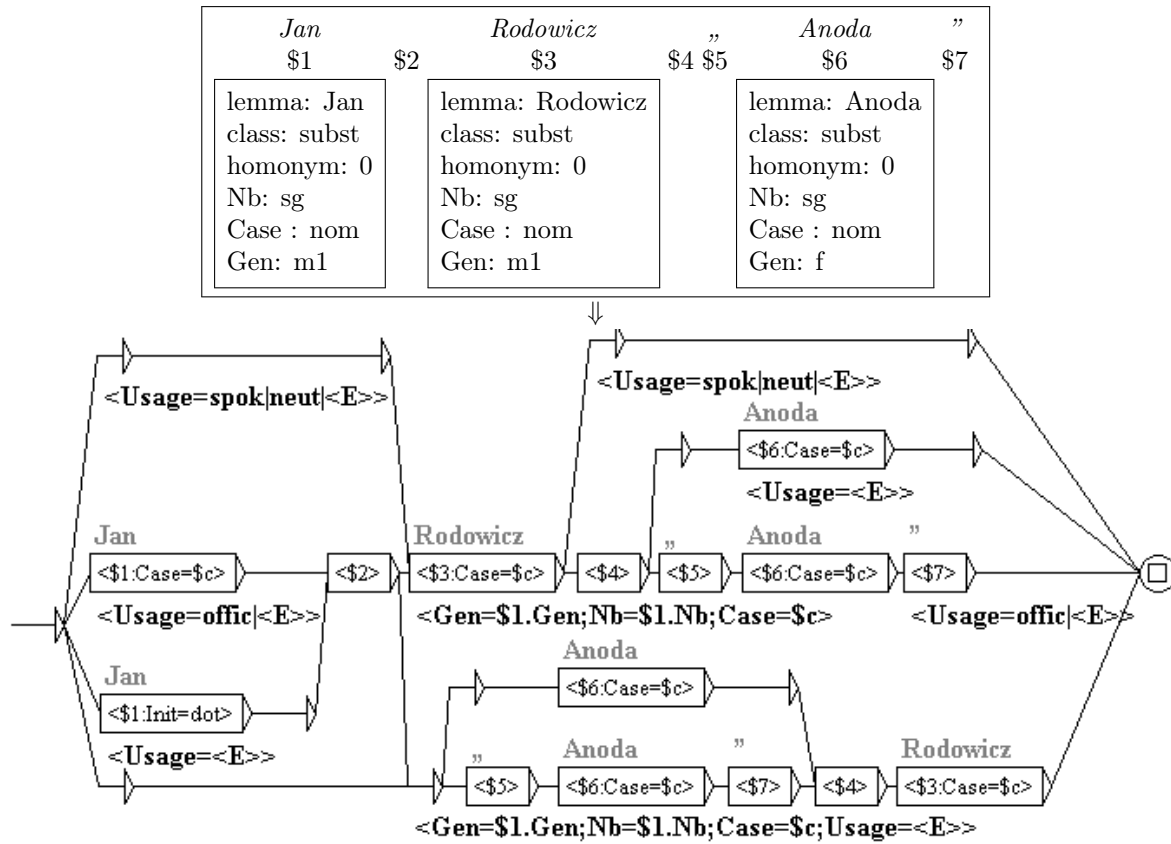 Jan Rodowicz „ Anoda ”
$1 $2 $3 $4 $5 $6 $7
lemma: Jan
class: subst
homonym: 0
Nb: sg
Case : nom
Gen: m1
lemma: Rodowicz
class: subst
homonym: 0
Nb: sg
Case : nom
Gen: m1
lemma: Anoda
class: subst
homonym: 0
Nb: sg
Case : nom
Gen: f
⇓
<Usage=spok|neut|<E>>
<Usage=spok|neut|<E>>
Anoda
<$6:Case=$c>
<Usage=<E>>
Jan Rodowicz „ Anoda ”
<$1:Case=$c> <$2> <$3:Case=$c> <$4> <$5> <$6:Case=$c> <$7>
<Usage=offic|<E>> <Gen=$1.Gen;Nb=$1.Nb;Case=$c> <Usage=offic|<E>>
Anoda
<$6:Case=$c>
Jan
<$1:Init=dot>
<Usage=<E>>
„ Anoda ” Rodowicz
<$5> <$6:Case=$c> <$7> <$4> <$3:Case=$c>
<Gen=$1.Gen;Nb=$1.Nb;Case=$c;Usage=<E>>